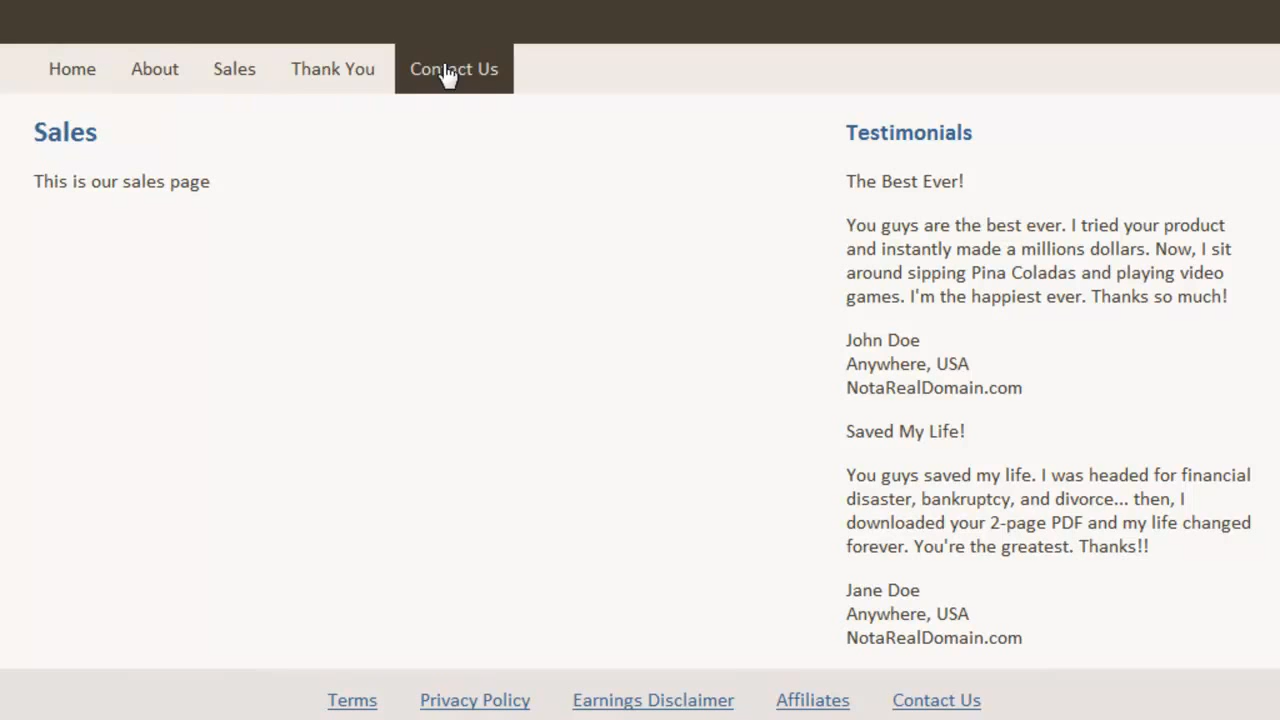 Home About Sales Thank You Contact Us
Sales
This is our sales page
Testimonials
The Best Ever!
You guys are the best ever. I tried your product
and instantly made a millions dollars. Now, I sit
around sipping Pina Coladas and playing video
games. I'm the happiest ever. Thanks so much!
John Doe
Anywhere, USA
NotaRealDomain.com
Saved My Life!
You guys saved my life. I was headed for financial
disaster, bankruptcy, and divorce... then, I
downloaded your 2-page PDF and my life changed
forever. You're the greatest. Thanks!!
Jane Doe
Anywhere, USA
NotaRealDomain.com
Terms Privacy Policy Earnings Disclaimer Affiliates Contact Us